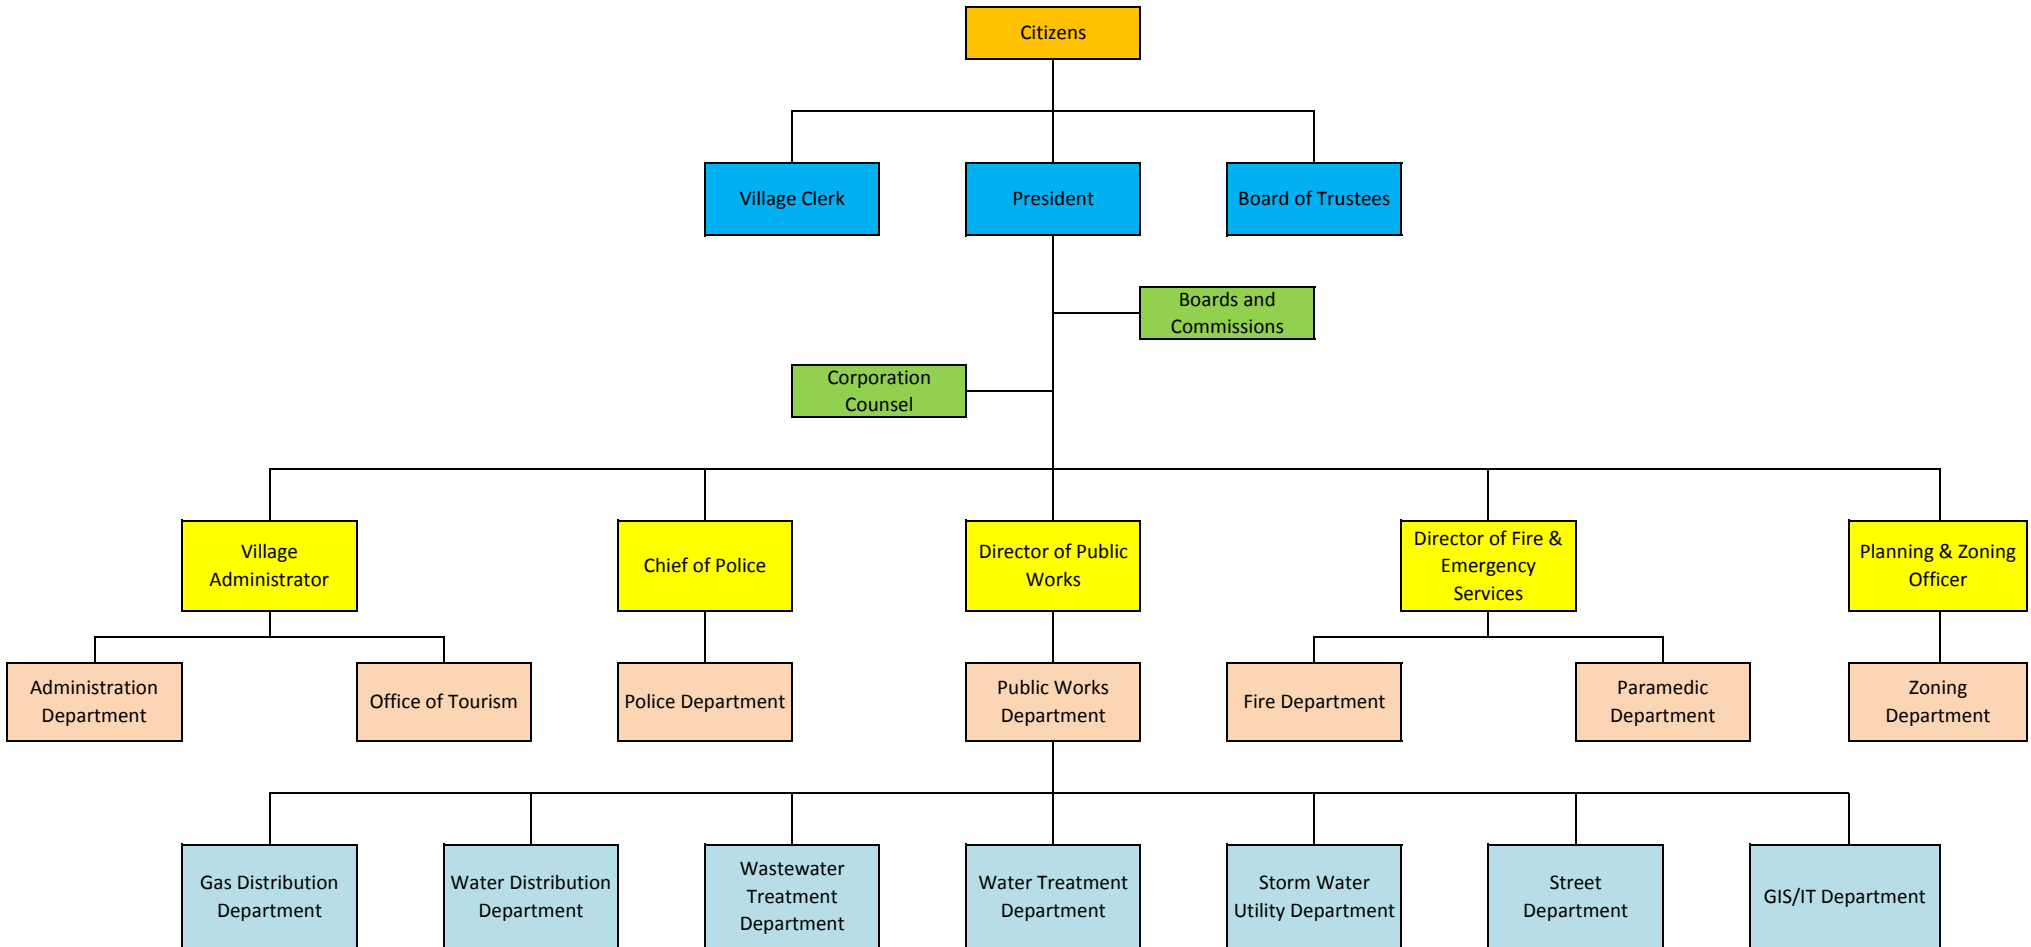 Citizens
Village Clerk
President
Board of Trustees
Boards and
Commissions
Corporation
Counsel
Village
Administrator
Chief of Police
Director of Public
Works
Director of Fire &
Emergency
Services
Planning & Zoning
Officer
Administration
Department
Office of Tourism
Police Department
Public Works
Department
Fire Department
Paramedic
Department
Zoning
Department
Gas Distribution
Department
Water Distribution
Department
Wastewater
Treatment
Department
Water Treatment
Department
Storm Water
Utility Department
Street
Department
GIS/IT Department